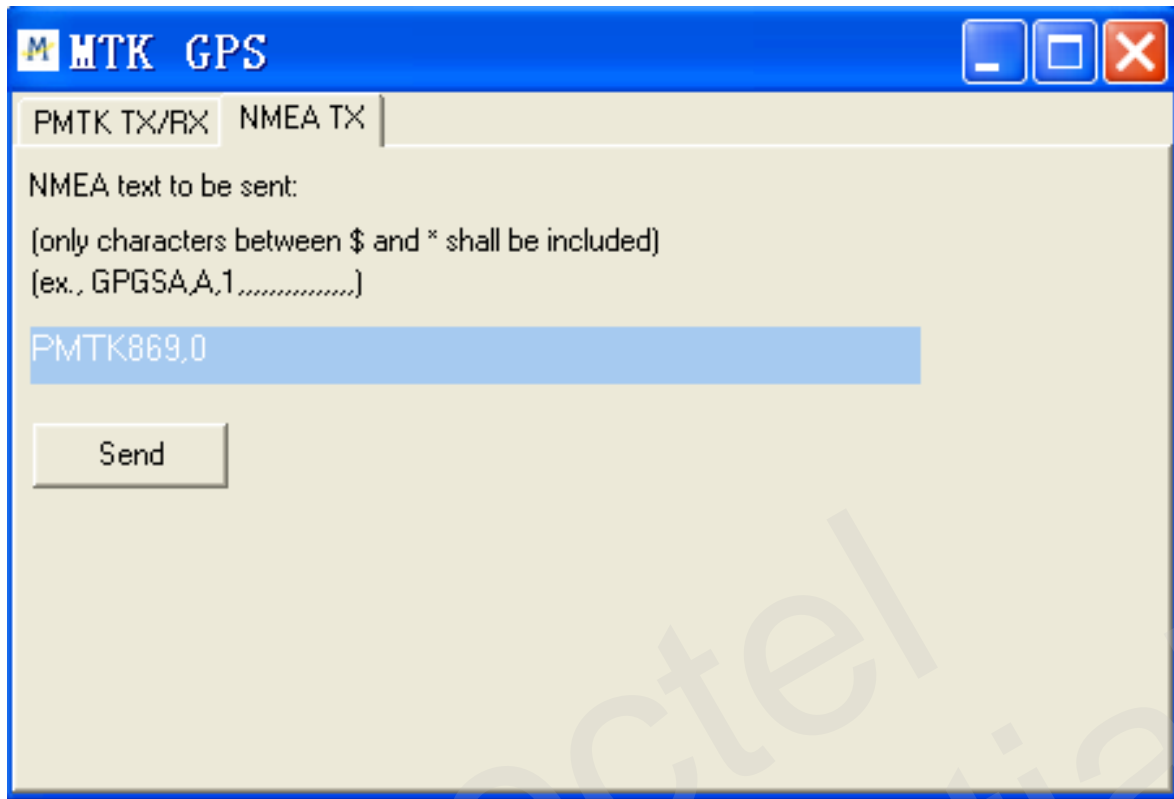 MTK GPS
PMTK TX/RX NMEA TX
NMEA text to be sent:
(only characters between $ and * shall be included)
(ex., GPGSA,A,1,,,,,,,,,,,,,,,)
PMTK869,0
Send